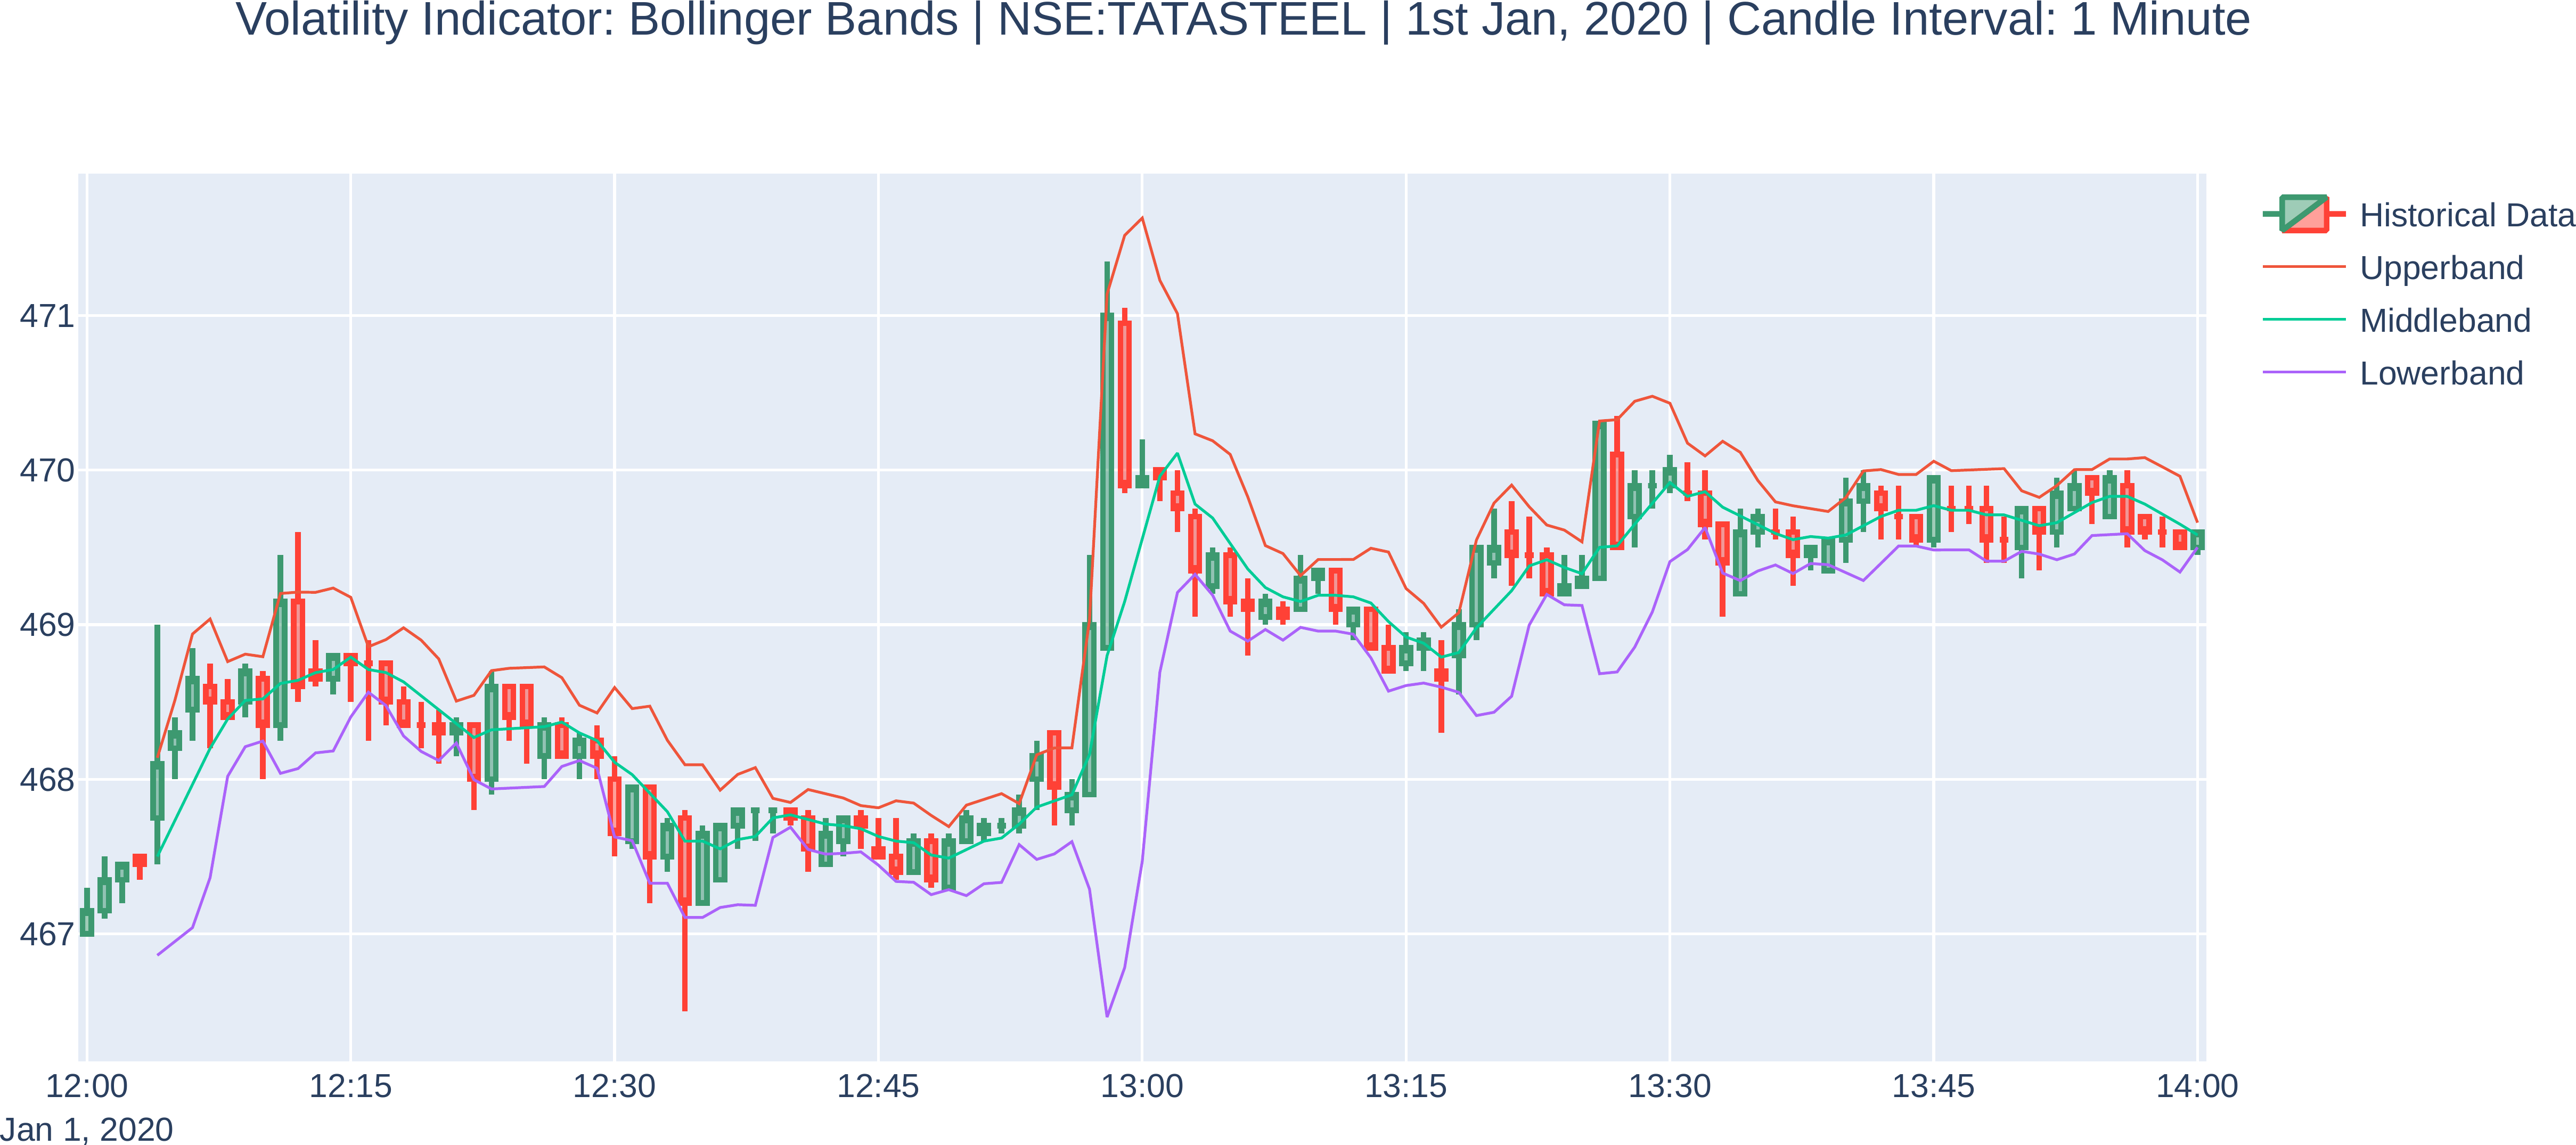 Volatility Indicator: Bollinger Bands | NSE:TATASTEEL | 1st Jan, 2020 | Candle Interval: 1 Minute
Historical Data
Upperband
Middleband
Lowerband
471
470
469
468
467
12:00 12:15 12:30 12:45 13:00 13:15 13:30 13:45 14:00
Jan 1, 2020